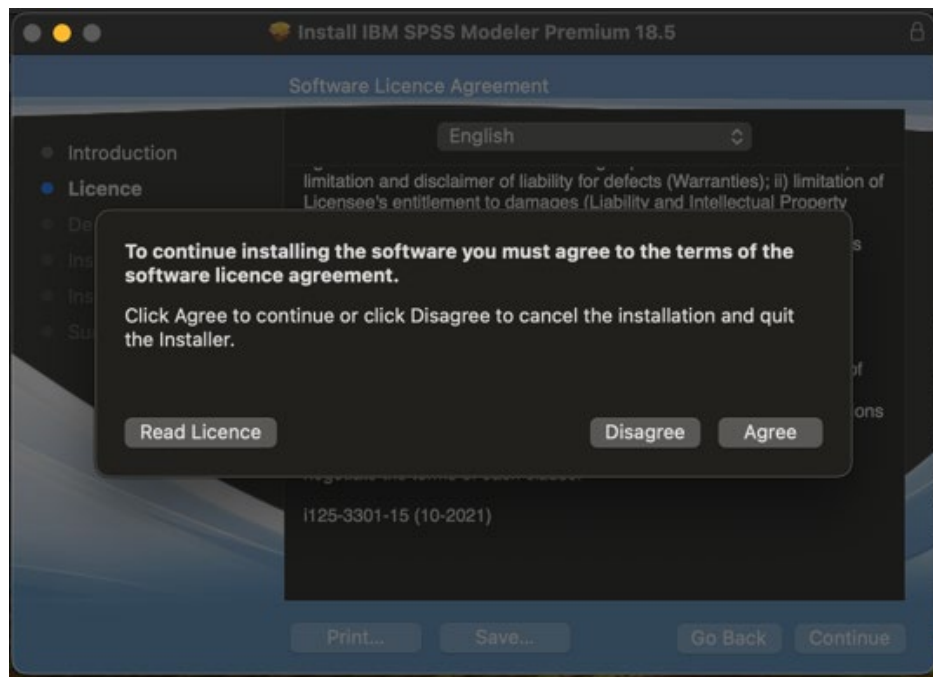 Install IBM SPSS Modeler Premium 18.5
Software Licence Agreement
English
Introduction
Licence
limitation and disclaimer of liability for defects (Warranties); ii) limitation of
Licensee's entitlement to damages (Liability and Intellectual Property
To continue installing the software you must agree to the terms of the
software licence agreement.
Click Agree to continue or click Disagree to cancel the installation and quit
the Installer.
Read Licence
Disagree
Agree
i125-3301-15 (10-2021)
Print...
Save...
Go Back
Continue